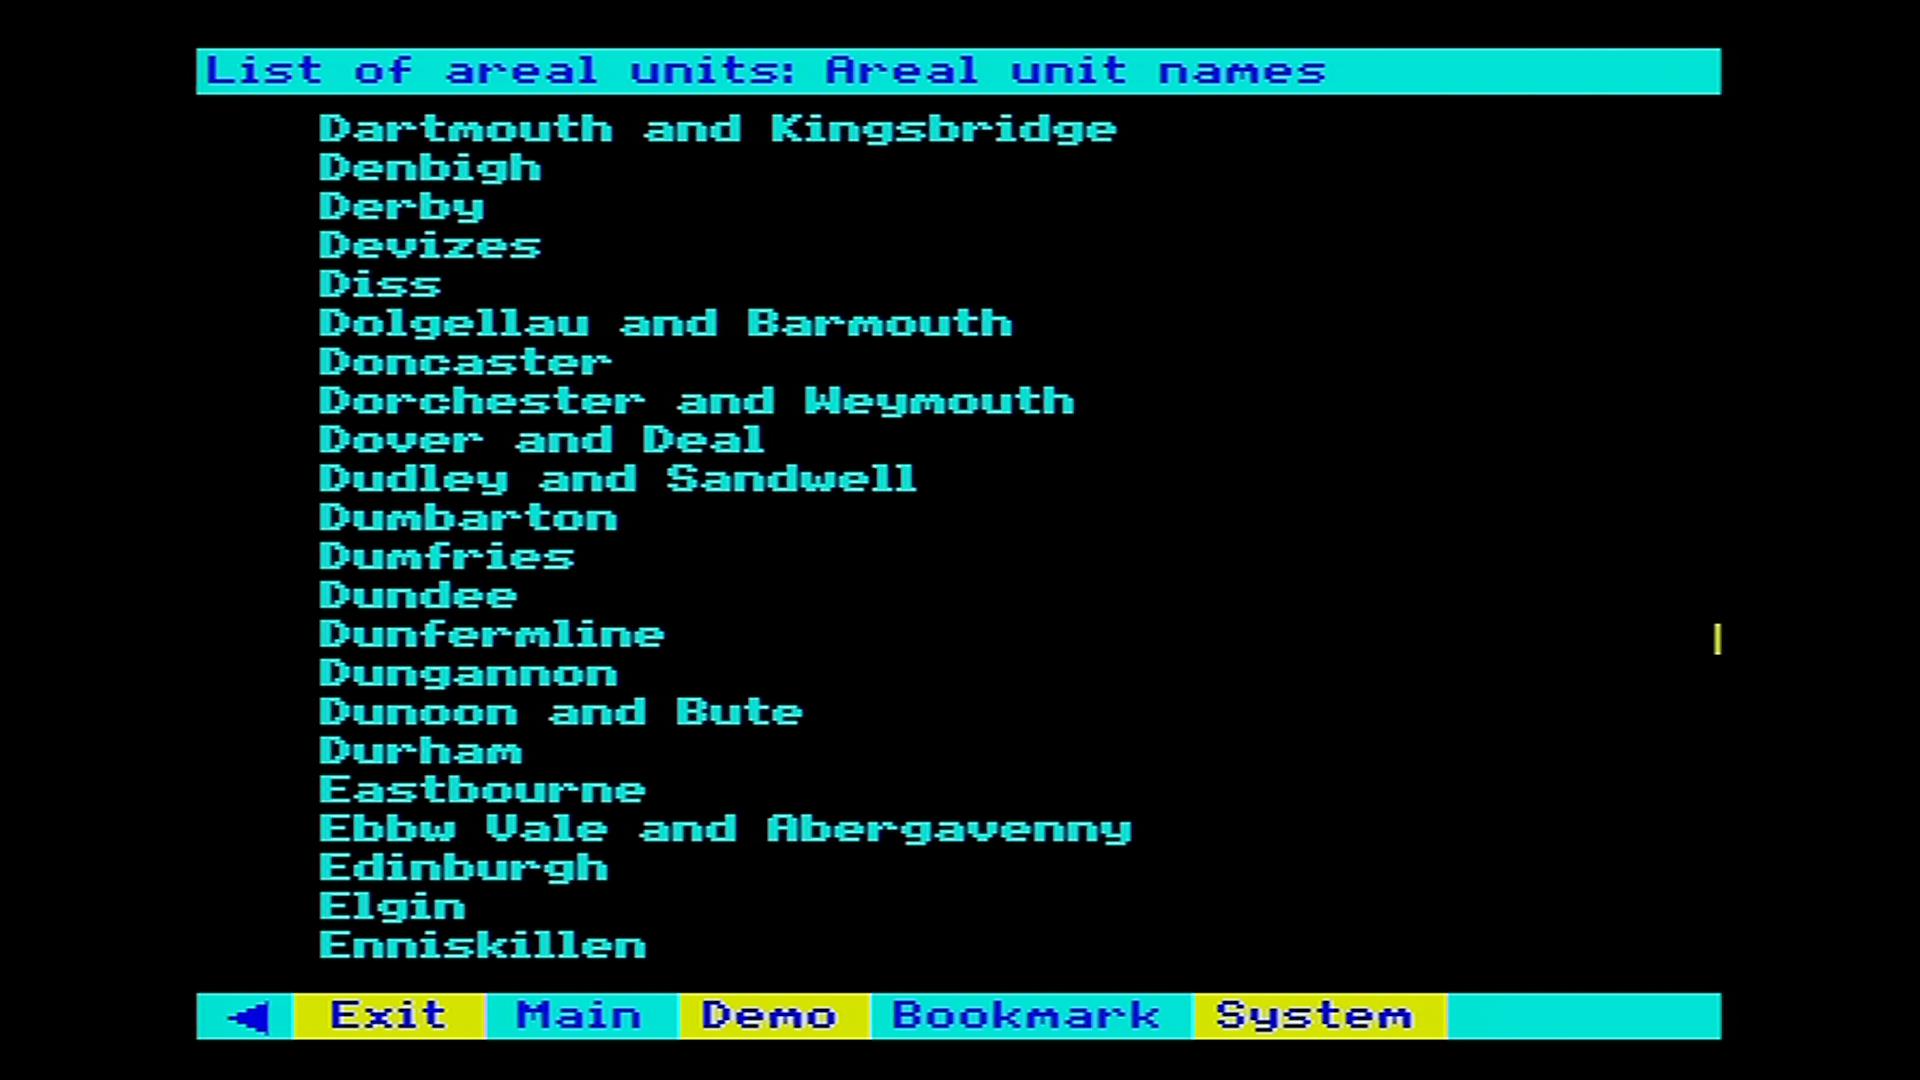 List of areal units: Areal unit names
Dartmouth and Kingsbridge
Denbigh
Derby
Devizes
Diss
Dolgellau and Barmouth
Doncaster
Dorchester and Weymouth
Dover and Deal
Dudley and Sandwell
Dumbarton
Dumfries
Dundee
Dunfermline
Dungannon
Dunoon and Bute
Durham
Eastbourne
Ebbw Vale and Abergavenny
Edinburgh
Elgin
Enniskillen
Exit Main Demo Bookmark System